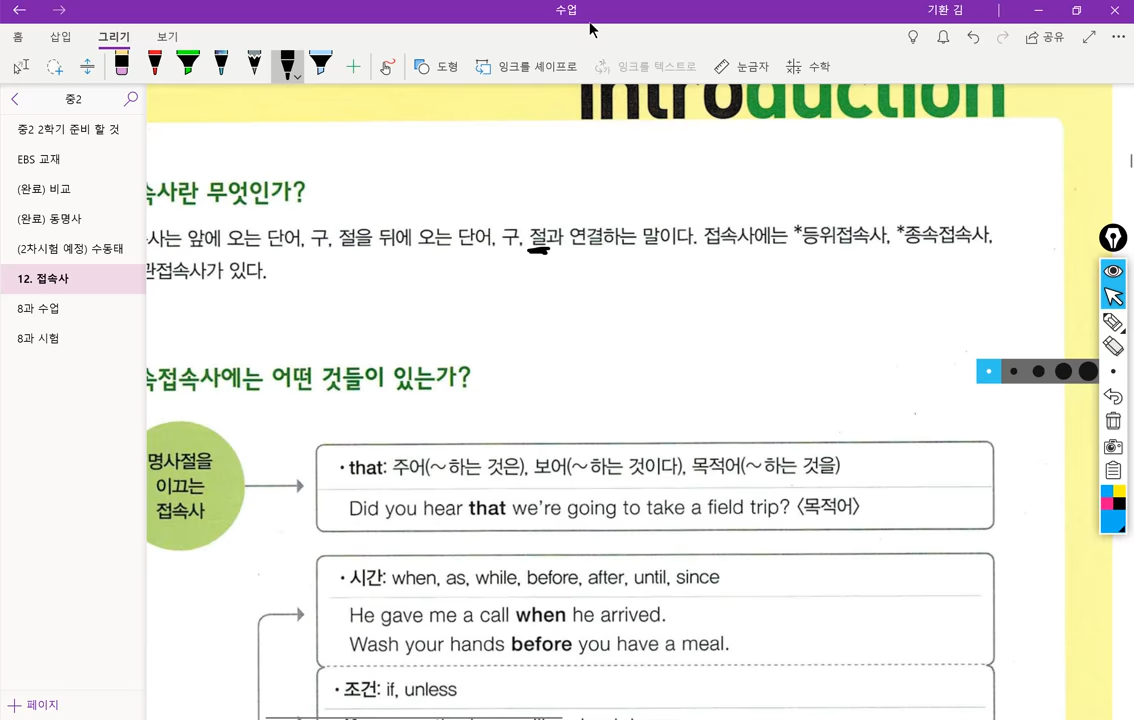 수업
기환 김
홈 삽입 그리기 보기
공유
도형 잉크를 셰이프로 잉크를 텍스트로 눈금자 수학
중2
중2 2학기 준비 할 것
EBS 교재
(완료) 비교
(완료) 동명사
(2차시험 예정) 수동태
12. 접속사
8과 수업
8과 시험
페이지
introduction
속사란 무엇인가?
사는 앞에 오는 단어, 구, 절을 뒤에 오는 단어, 구, 절과 연결하는 말이다. 접속사에는 *등위접속사, *종속접속사,
관접속사가 있다.
속접속사에는 어떤 것들이 있는가?
명사절을
이끄는
접속사
· that: 주어(~하는 것은), 보어(~하는 것이다), 목적어(~하는 것을)
Did you hear that we're going to take a field trip? 〈목적어〉
· 시간: when, as, while, before, after, until, since
He gave me a call when he arrived.
Wash your hands before you have a meal.
· 조건: if, unless